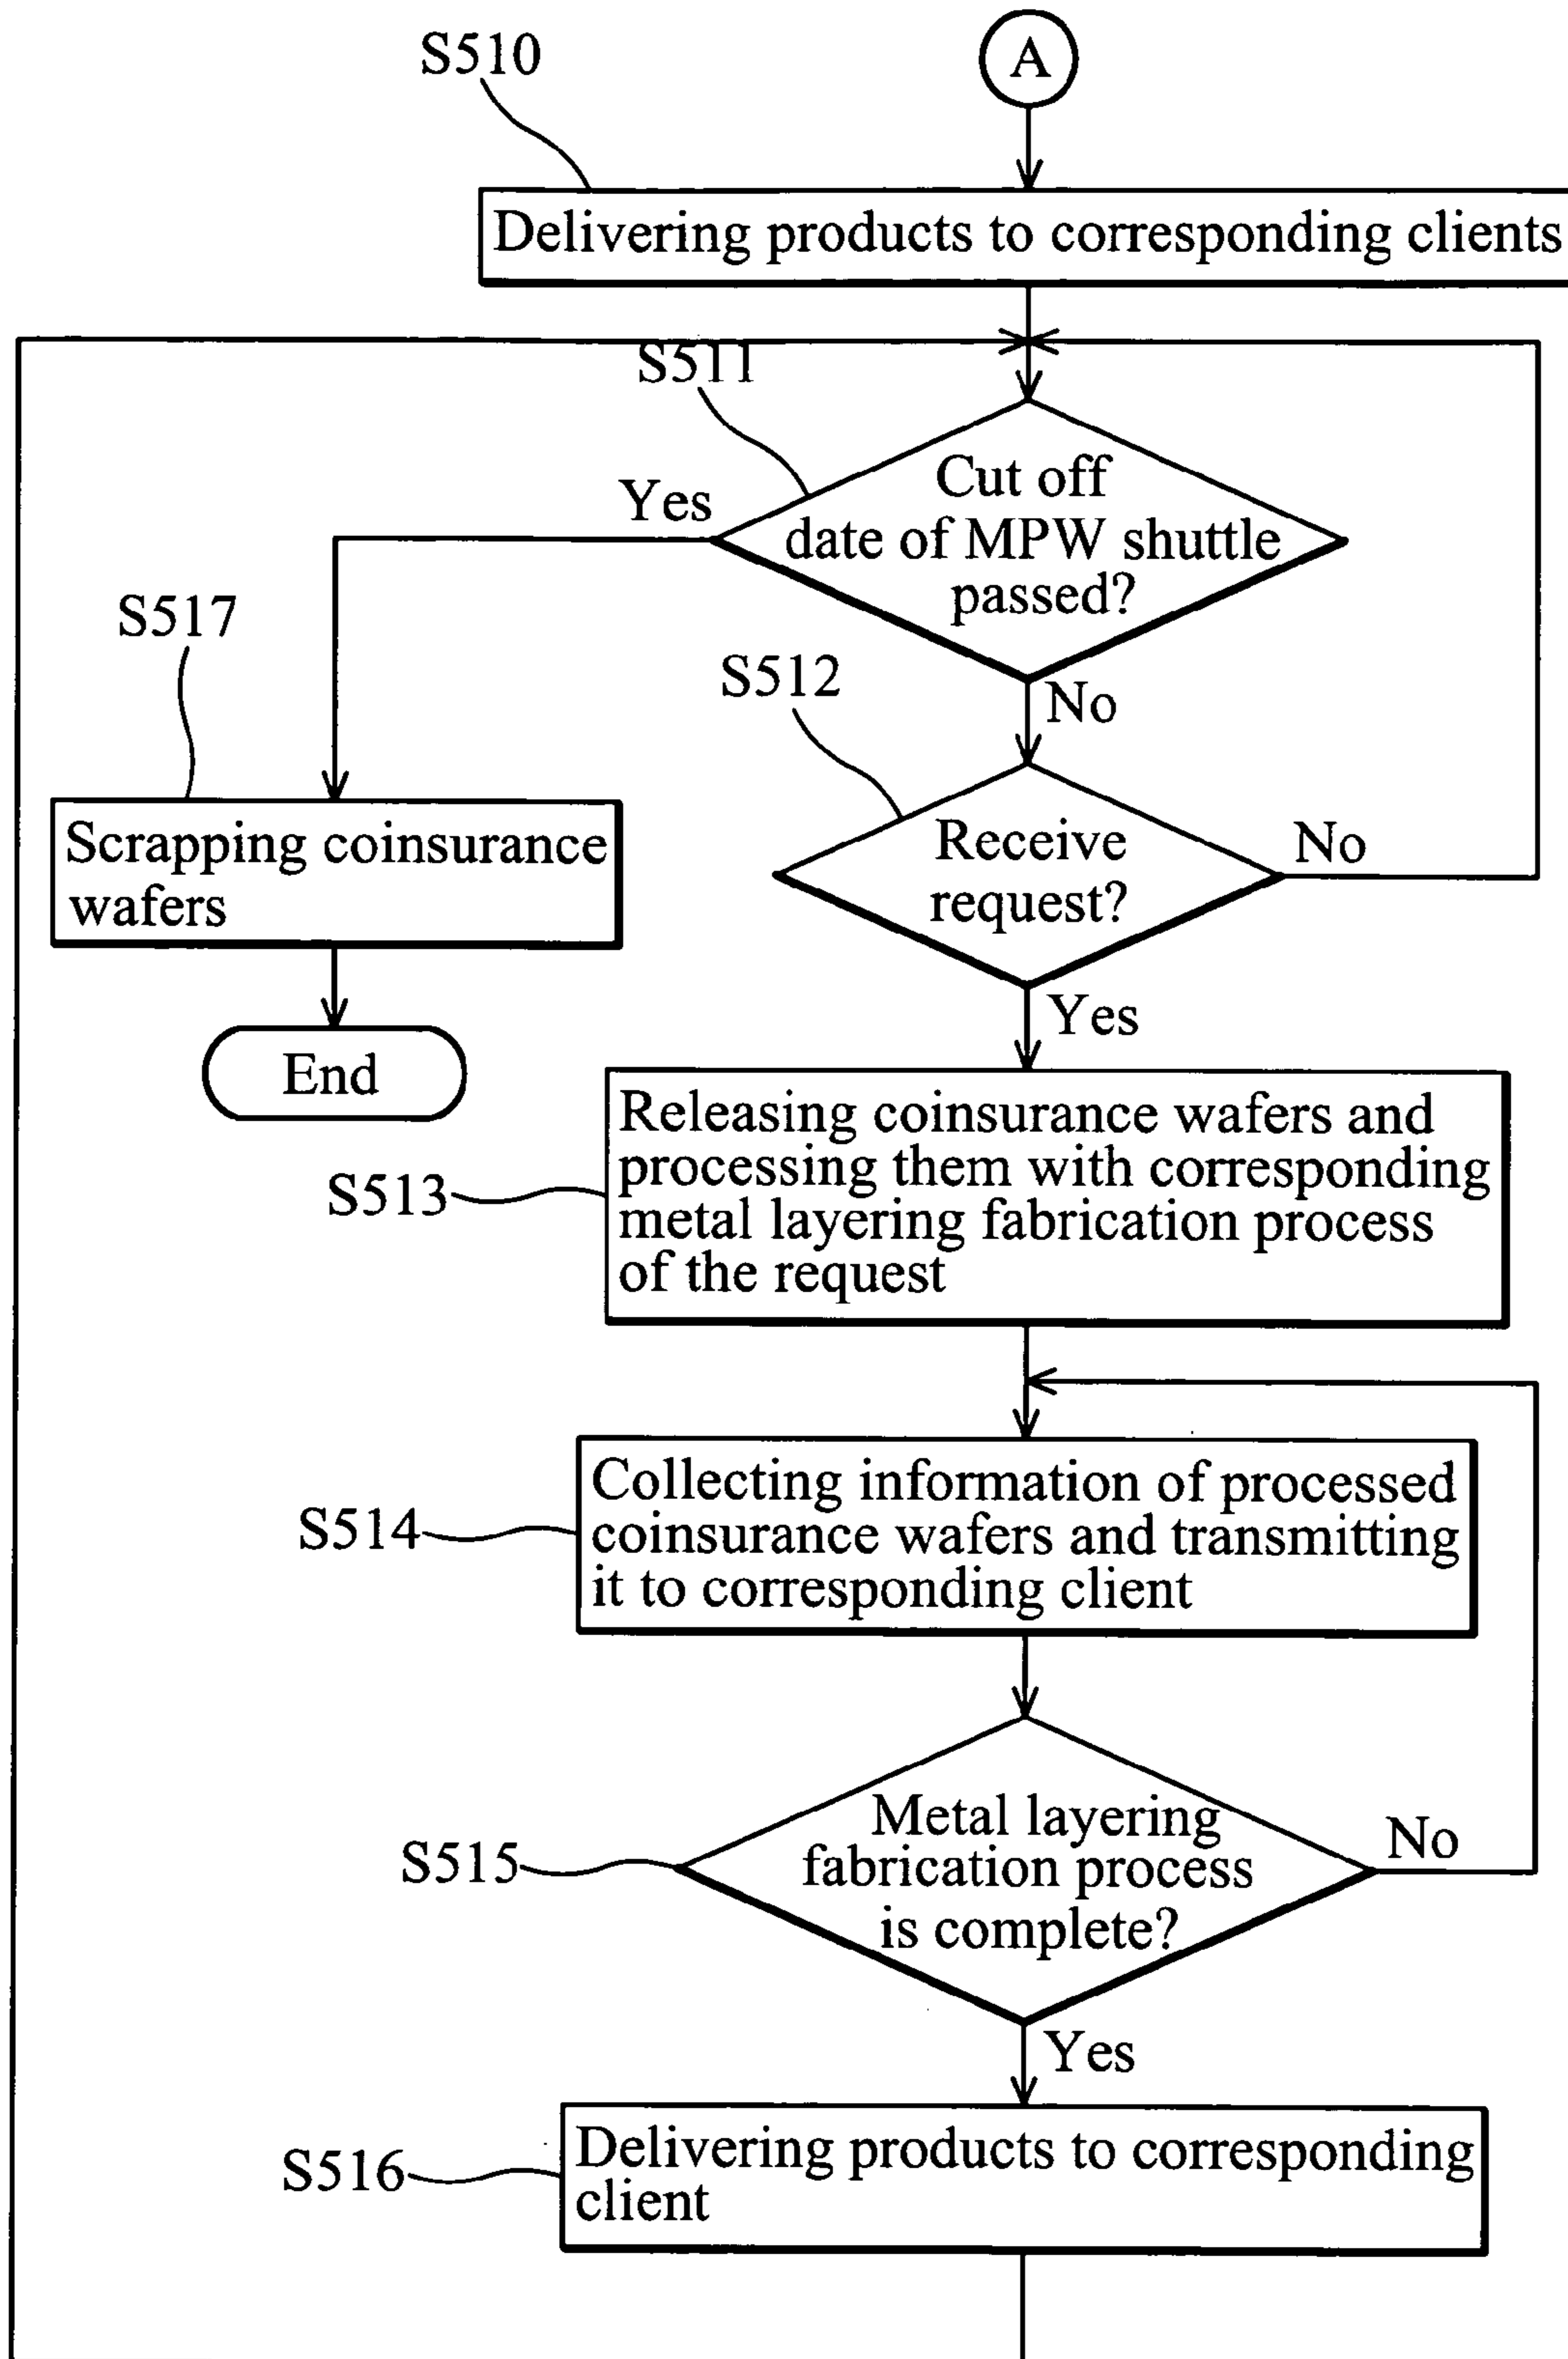 S510
A
Delivering products to corresponding clients
S511
Cut off
date of MPW shuttle
passed?
Yes
S517
S512
No
Scrapping coinsurance
wafers
Receive
request?
No
Yes
End
Releasing coinsurance wafers and
processing them with corresponding
metal layering fabrication process
of the request
S513
Collecting information of processed
coinsurance wafers and transmitting
it to corresponding client
S514
Metal layering
fabrication process
is complete?
No
S515
Yes
Delivering products to corresponding
client
S516